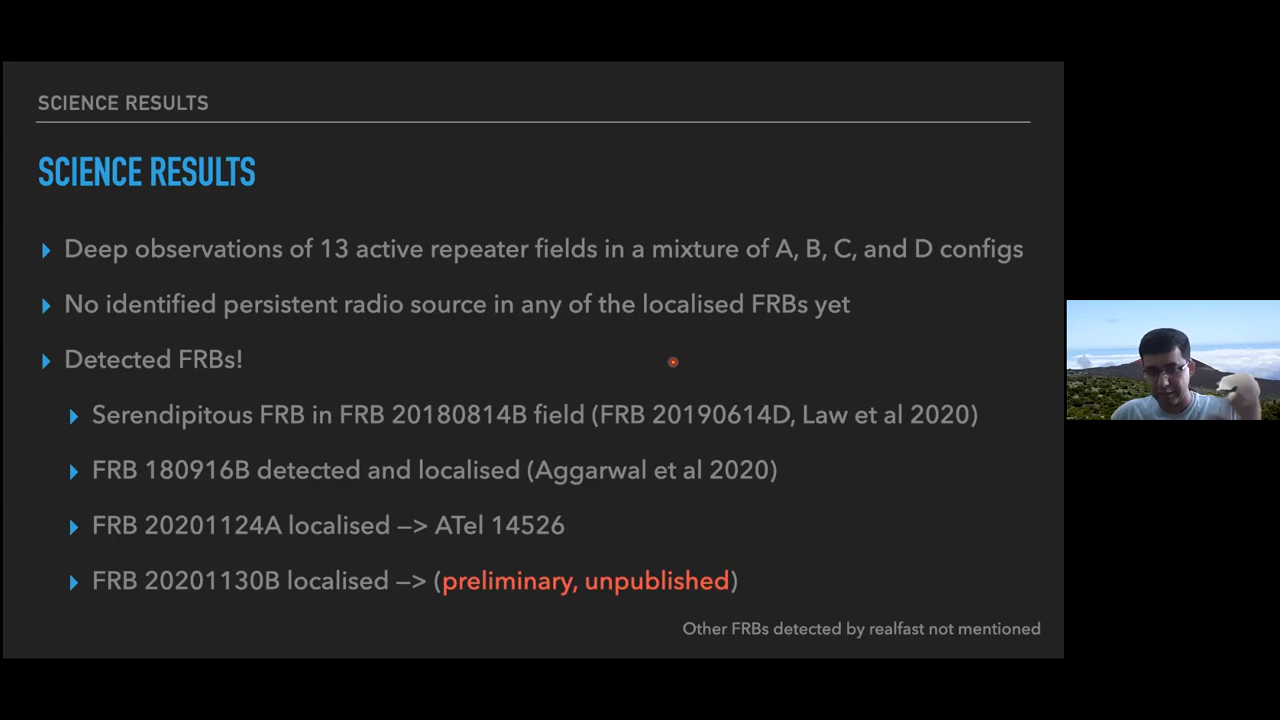 SCIENCE RESULTS
SCIENCE RESULTS
Deep observations of 13 active repeater fields in a mixture of A, B, C, and D configs
No identified persistent radio source in any of the localised FRBs yet
Detected FRBs!
Serendipitous FRB in FRB 20180814B field (FRB 20190614D, Law et al 2020)
FRB 180916B detected and localised (Aggarwal et al 2020)
FRB 20201124A localised —> ATel 14526
FRB 20201130B localised —> (preliminary, unpublished)
Other FRBs detected by realfast not mentioned